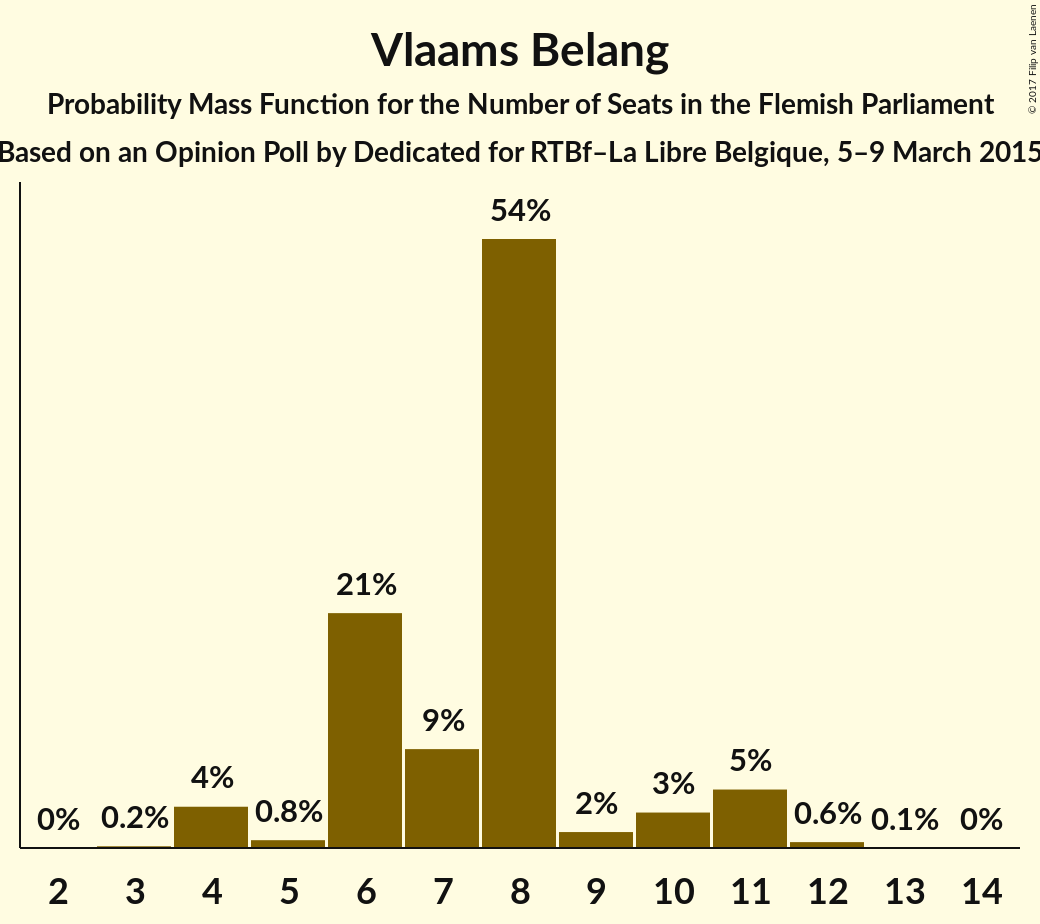 Vlaams Belang
Probability Mass Function for the Number of Seats in the Flemish Parliament
Based on an Opinion Poll by Dedicated for RTBf–La Libre Belgique, 5–9 March 2015
© 2017 Filip van Laenen
0% 0.2% 4% 0.8% 21% 9% 54% 2% 3% 5% 0.6% 0.1% 0%
2 3 4 5 6 7 8 9 10 11 12 13 14